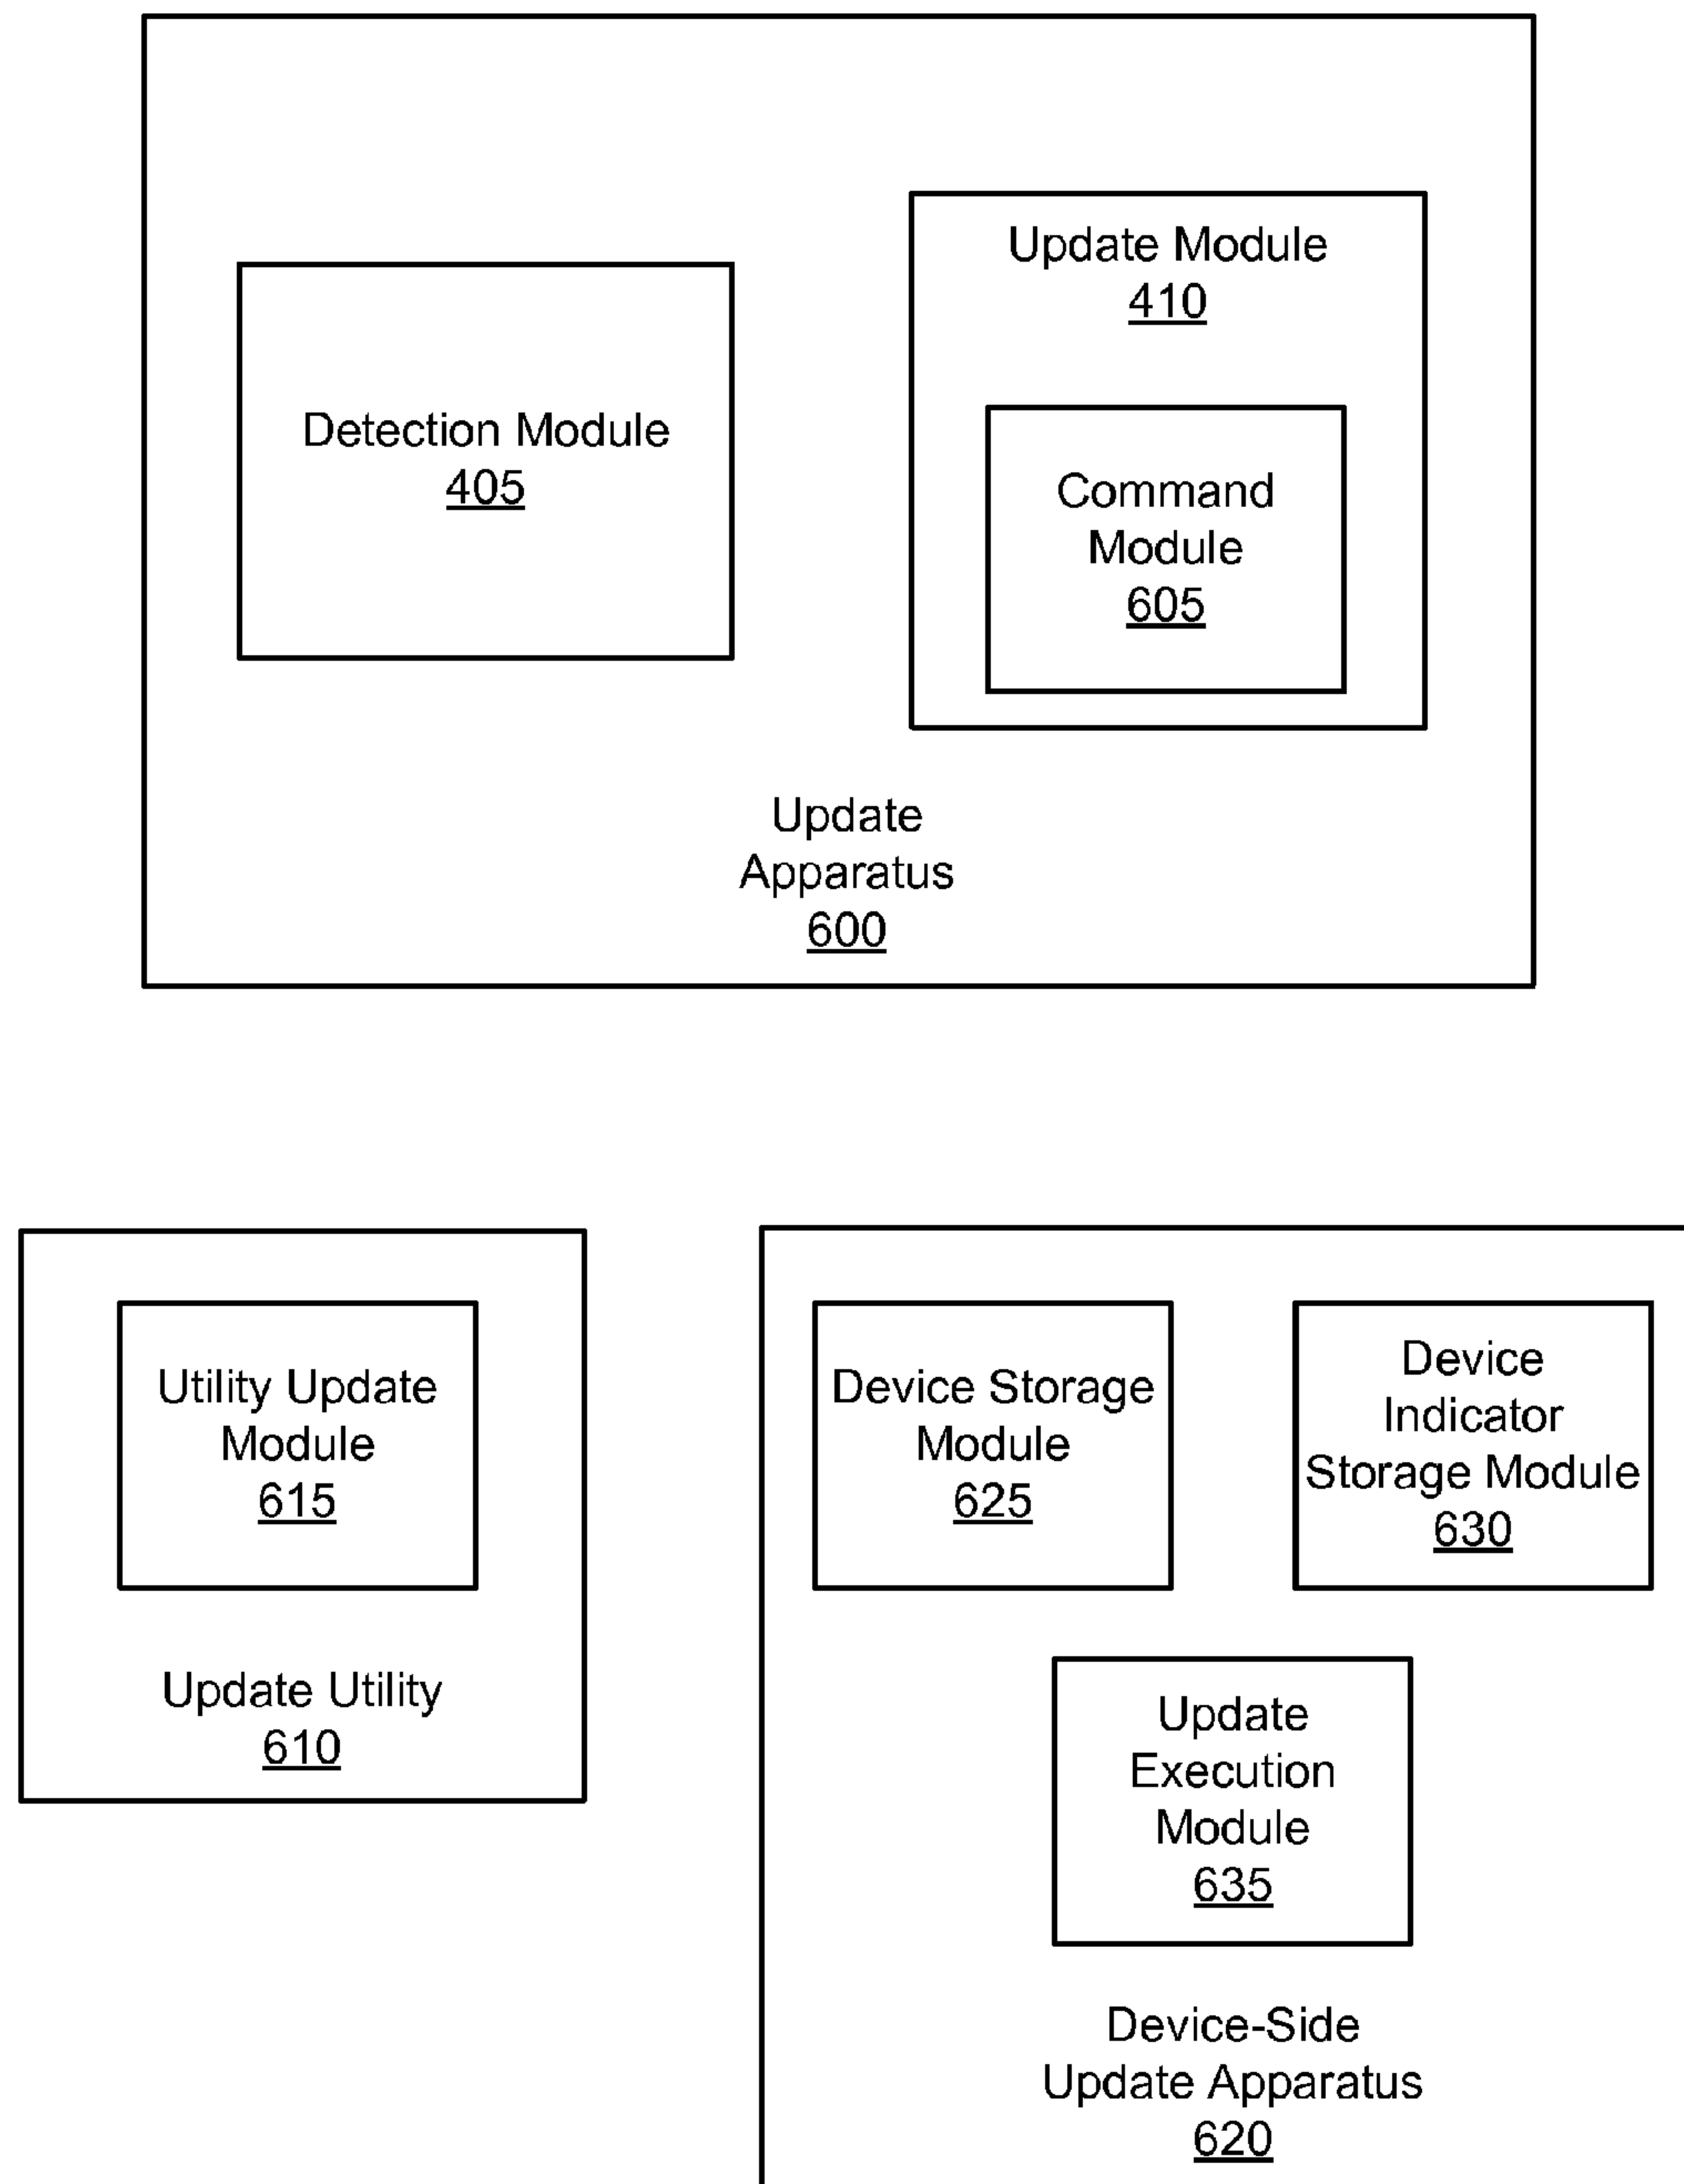 Update Module
410
Detection Module
405
Command
Module
605
Update
Apparatus
600
Utility Update
Module
615
Update Utility
610
Device Storage
Module
625
Device
Indicator
Storage Module
630
Update
Execution
Module
635
Device-Side
Update Apparatus
620